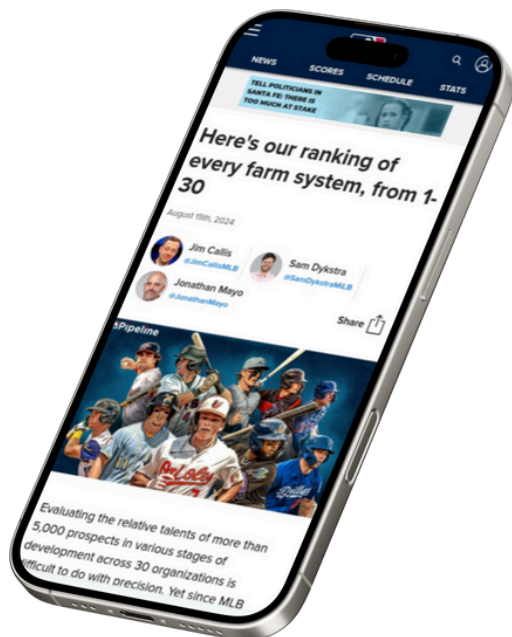 NEWS
SCORES
SCHEDULE
STATS
TELL POLITICIANS IN
SANTA FE: THERE IS
TOO MUCH AT STAKE
Here's our ranking of
every farm system, from 1-
30
August 15th, 2024
Jim Callis
@JimCallisMLB
Sam Dykstra
@SamDykstraMiLB
Jonathan Mayo
@JonathanMayo
Share
Pipeline
Evaluating the relative talents of more than
5,000 prospects in various stages of
development across 30 organizations is
difficult to do with precision. Yet since MLB